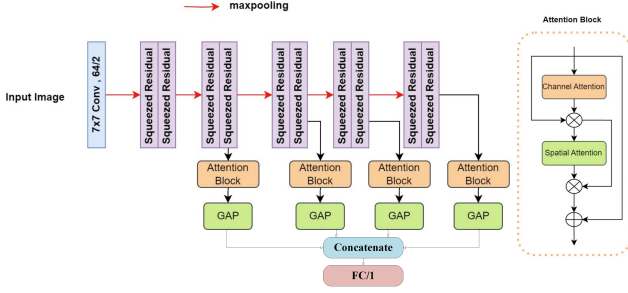 maxpooling
Attention Block
Input Image
7x7 Conv , 64/2
Squeezed Residual
Squeezed Residual
Squeezed Residual
Squeezed Residual
Squeezed Residual
Squeezed Residual
Squeezed Residual
Squeezed Residual
Squeezed Residual
Squeezed Residual
Channel Attention
Spatial Attention
Attention
Block
Attention
Block
Attention
Block
Attention
Block
GAP
GAP
GAP
GAP
Concatenate
FC/1